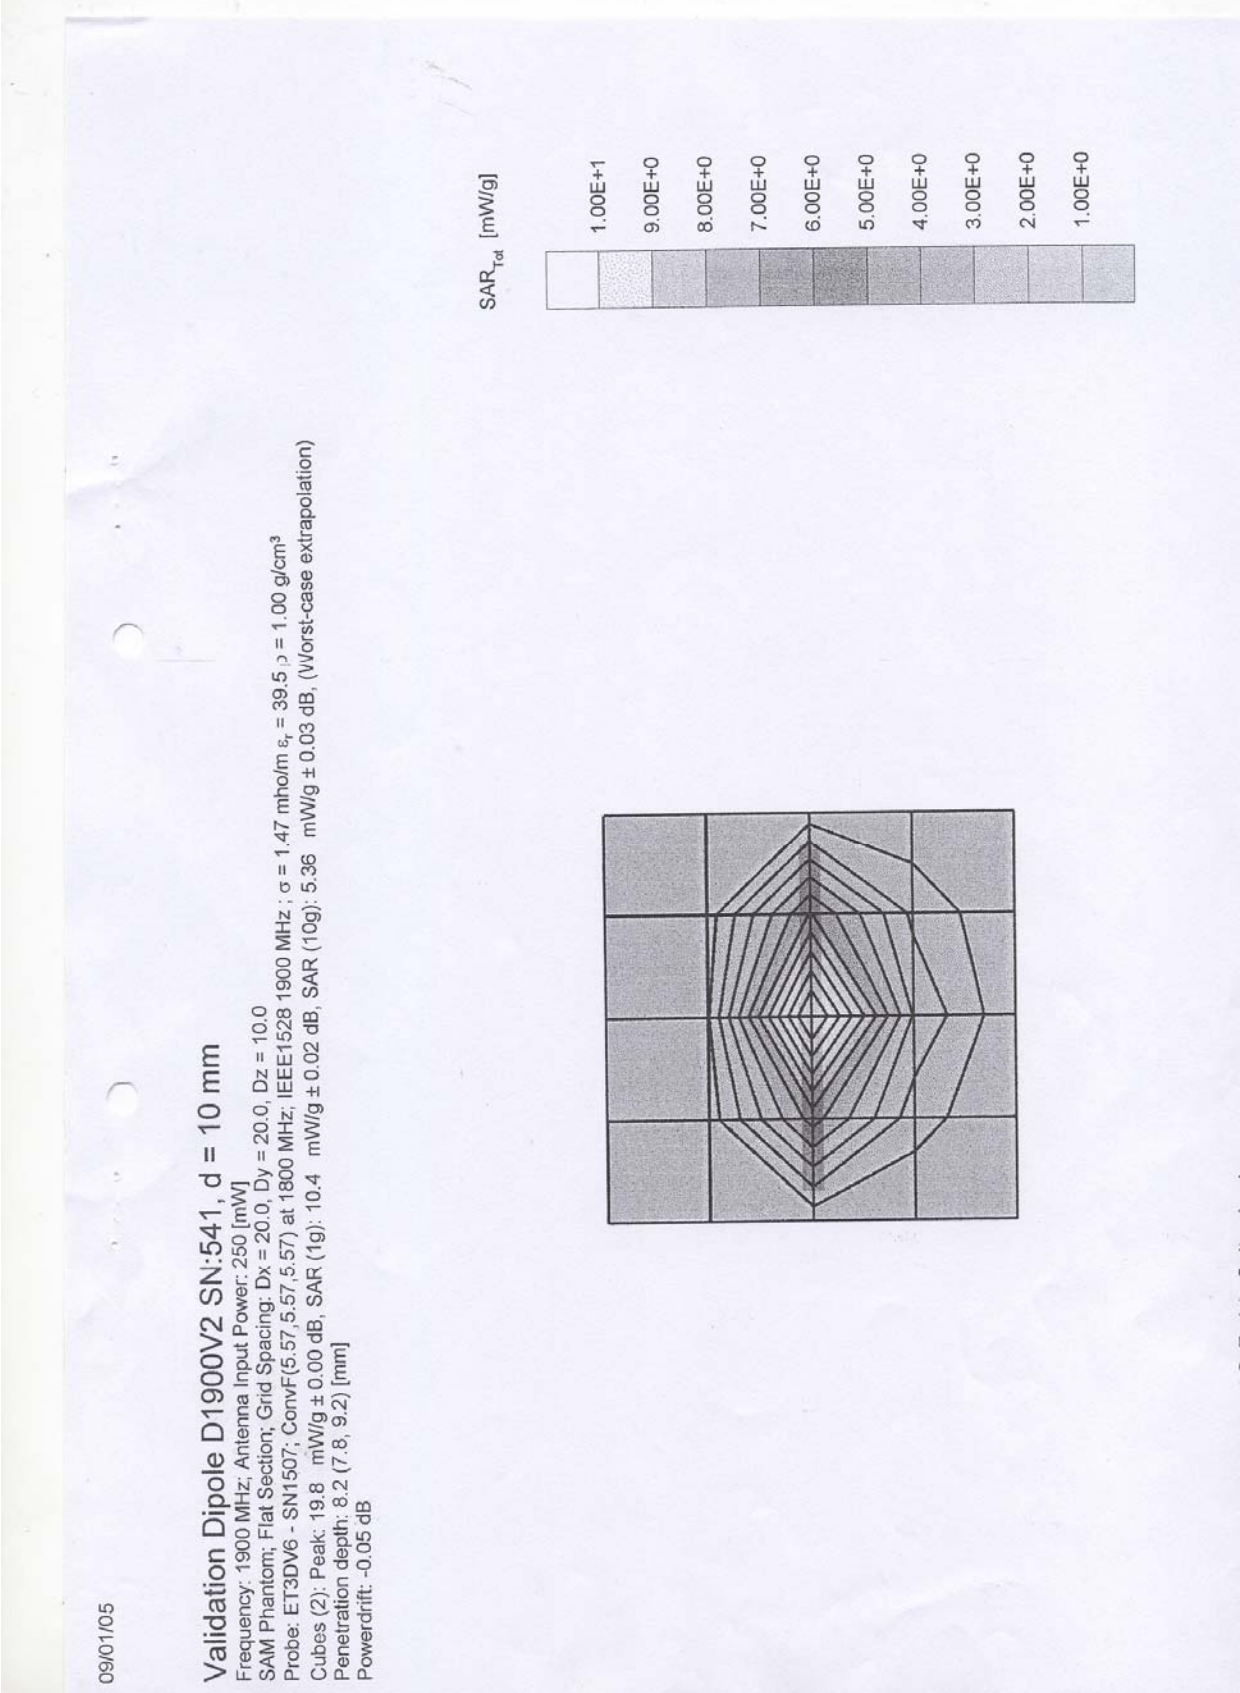 09/01/05
Validation Dipole D1900V2 SN:541, d = 10 mm
Frequency: 1900 MHz; Antenna Input Power: 250 [mW]
SAM Phantom; Flat Section; Grid Spacing: Dx = 20.0, Dy = 20.0, Dz = 10.0
Probe: ET3DV6 - SN1507; ConvF(5.57,5.57,5.57) at 1800 MHz; IEEE1528 1900 MHz ; σ = 1.47 mho/m εr = 39.5 ρ = 1.00 g/cm³
Cubes (2): Peak: 19.8 mW/g ± 0.00 dB, SAR (1g): 10.4 mW/g ± 0.02 dB, SAR (10g): 5.36 mW/g ± 0.03 dB, (Worst-case extrapolation)
Penetration depth: 8.2 (7.8, 9.2) [mm]
Powerdrift: -0.05 dB
SARTot [mW/g]
1.00E+1
9.00E+0
8.00E+0
7.00E+0
6.00E+0
5.00E+0
4.00E+0
3.00E+0
2.00E+0
1.00E+0